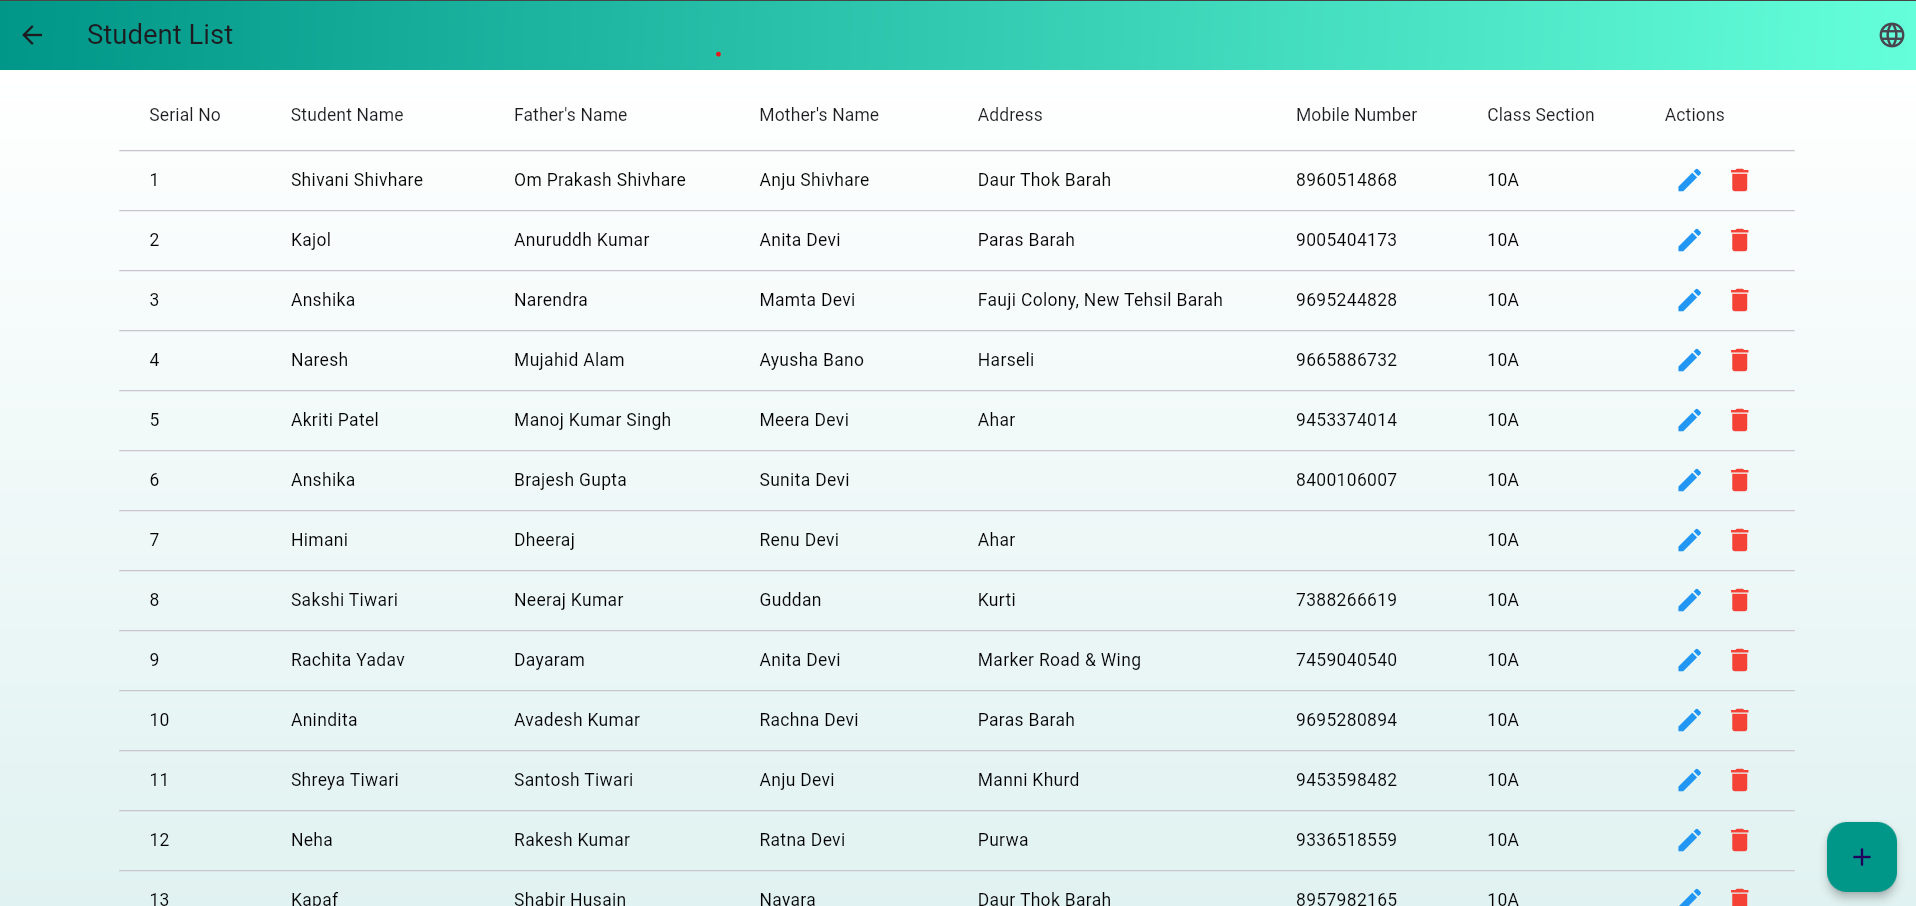 Student List
Serial No Student Name Father's Name Mother's Name Address Mobile Number Class Section Actions
1 Shivani Shivhare Om Prakash Shivhare Anju Shivhare Daur Thok Barah 8960514868 10A
2 Kajol Anuruddh Kumar Anita Devi Paras Barah 9005404173 10A
3 Anshika Narendra Mamta Devi Fauji Colony, New Tehsil Barah 9695244828 10A
4 Naresh Mujahid Alam Ayusha Bano Harseli 9665886732 10A
5 Akriti Patel Manoj Kumar Singh Meera Devi Ahar 9453374014 10A
6 Anshika Brajesh Gupta Sunita Devi 8400106007 10A
7 Himani Dheeraj Renu Devi Ahar 10A
8 Sakshi Tiwari Neeraj Kumar Guddan Kurti 7388266619 10A
9 Rachita Yadav Dayaram Anita Devi Marker Road & Wing 7459040540 10A
10 Anindita Avadesh Kumar Rachna Devi Paras Barah 9695280894 10A
11 Shreya Tiwari Santosh Tiwari Anju Devi Manni Khurd 9453598482 10A
12 Neha Rakesh Kumar Ratna Devi Purwa 9336518559 10A
13 Kapaf Shabir Husain Navara Daur Thok Barah 8957982165 10A